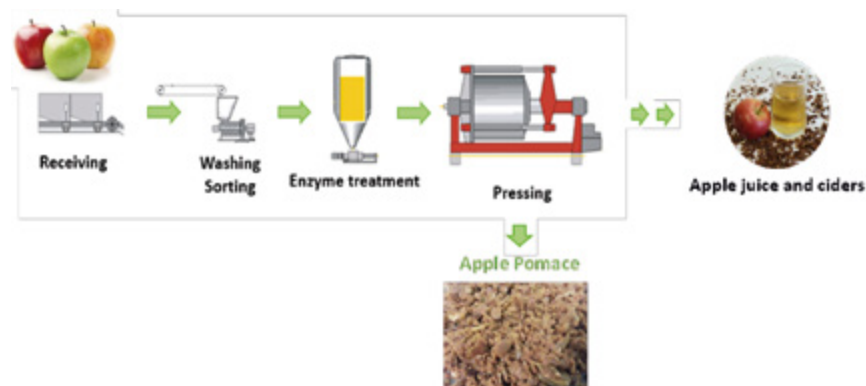 Receiving
Washing
Sorting
Enzyme treatment
Pressing
Apple juice and ciders
Apple Pomace